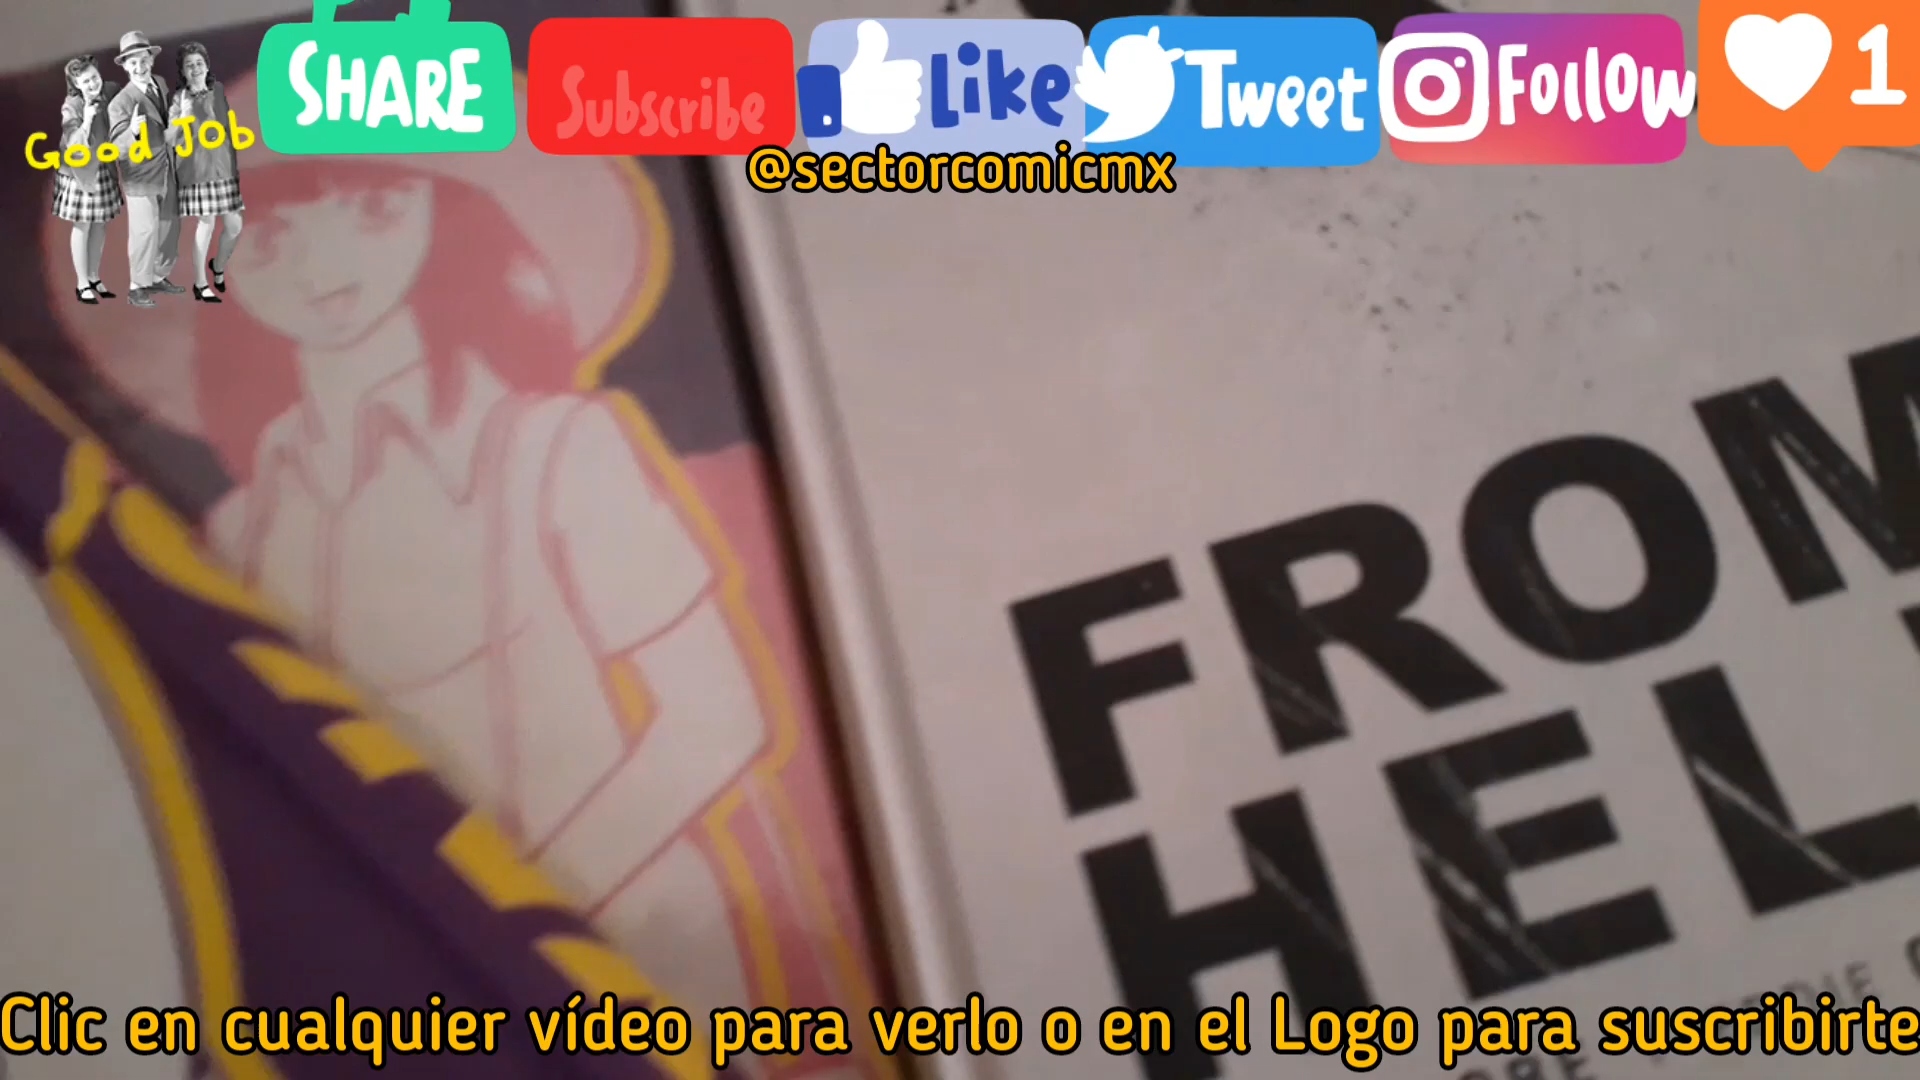 Good Job
SHARE
Subscribe
Like
Tweet
Follow
1
@sectorcomicmx
FROM
HELL
Clic en cualquier vídeo para verlo o en el Logo para suscribirte